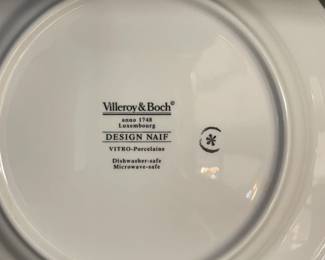 Villeroy & Boch®
anno 1748
Luxembourg
DESIGN NAIF
VITRO-Porcelaine
Dishwasher-safe
Microwave-safe